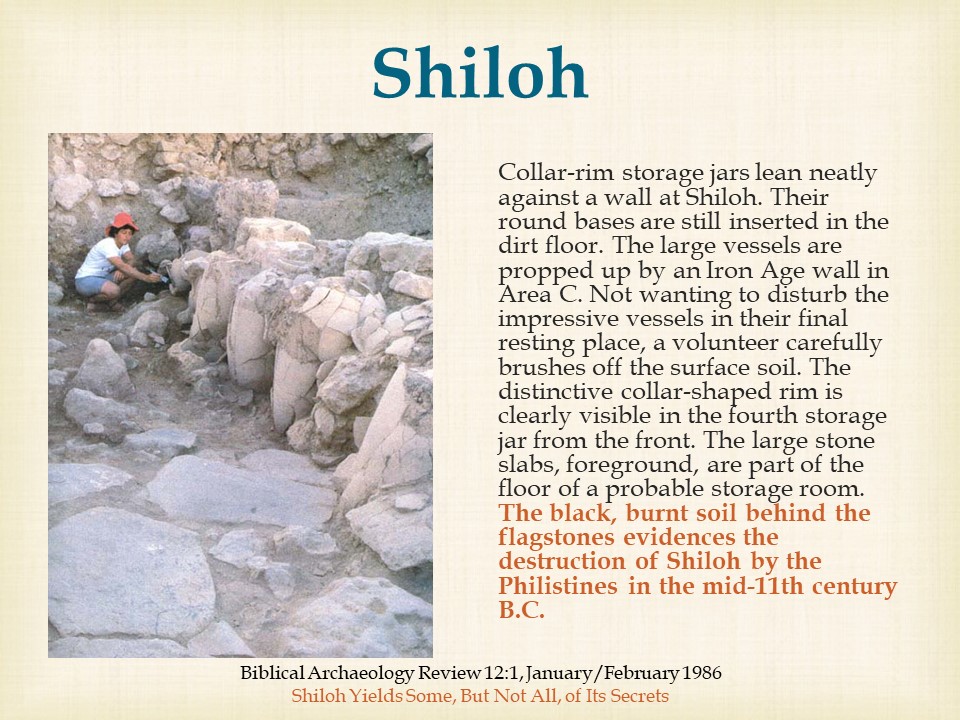 Shiloh
Collar-rim storage jars lean neatly
against a wall at Shiloh. Their
round bases are still inserted in the
dirt floor. The large vessels are
propped up by an Iron Age wall in
Area C. Not wanting to disturb the
impressive vessels in their final
resting place, a volunteer carefully
brushes off the surface soil. The
distinctive collar-shaped rim is
clearly visible in the fourth storage
jar from the front. The large stone
slabs, foreground, are part of the
floor of a probable storage room.
The black, burnt soil behind the
flagstones evidences the
destruction of Shiloh by the
Philistines in the mid-11th century
B.C.
Biblical Archaeology Review 12:1, January/February 1986
Shiloh Yields Some, But Not All, of Its Secrets